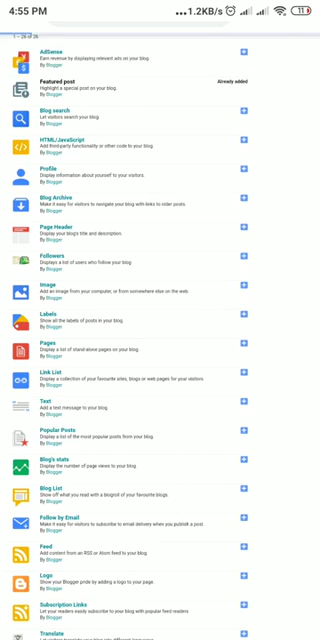 4:55 PM
...1.2KB/s
11
1 - 26 of 26
AdSense
Earn revenue by displaying relevant ads on your blog.
By Blogger
Featured post
Already added
Highlight a special post on your blog.
By Blogger
Blog search
Let visitors search your blog.
By Blogger
HTML/JavaScript
Add third-party functionality or other code to your blog.
By Blogger
Profile
Display information about yourself to your visitors.
By Blogger
Blog Archive
Make it easy for visitors to navigate your blog with links to older posts.
By Blogger
Page Header
Display your blog's title and description.
By Blogger
Followers
Displays a list of users who follow your blog.
By Blogger
Image
Add an image from your computer, or from somewhere else on the web.
By Blogger
Labels
Show all the labels of posts in your blog.
By Blogger
Pages
Display a list of stand-alone pages on your blog.
By Blogger
Link List
Display a collection of your favourite sites, blogs or web pages for your visitors.
By Blogger
Text
Add a text message to your blog.
By Blogger
Popular Posts
Display a list of the most popular posts from your blog.
By Blogger
Blog's stats
Display the number of page views to your blog.
By Blogger
Blog List
Show off what you read with a blogroll of your favourite blogs.
By Blogger
Follow by Email
Make it easy for visitors to subscribe to email delivery when you publish a post.
By Blogger
Feed
Add content from an RSS or Atom feed to your blog.
By Blogger
Logo
Show your Blogger pride by adding a logo to your page.
By Blogger
Subscription Links
Let your readers easily subscribe to your blog with popular feed readers
By Blogger
Translate